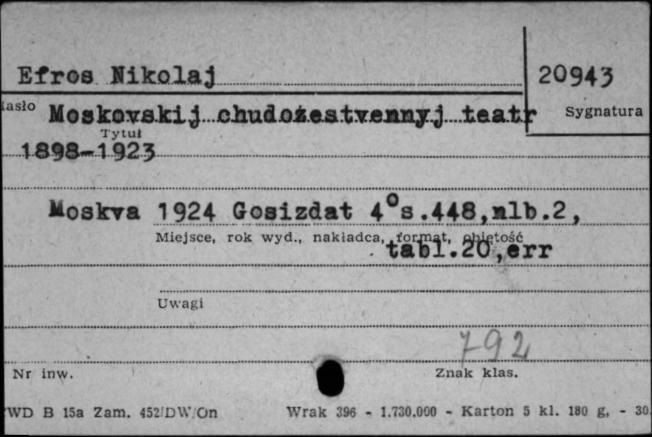 Efros Nikolaj 20943
Hasło Moskovskij chudożestvennyj teatr Sygnatura
Tytuł
1898-1923
Moskva 1924 Gosizdat 4°s.448,nlb.2,
Miejsce, rok wyd., nakładca, format, objętość
tabl.20,err
Uwagi
792
Nr inw. Znak klas.
PWD B 15a Zam. 452/DW/On Wrak 396 - 1.730.000 - Karton 5 kl. 180 g, - 30.